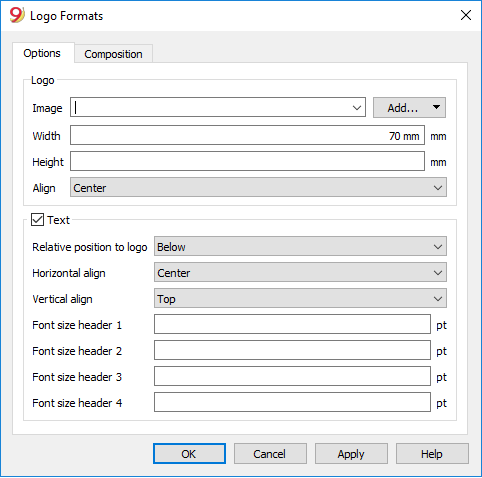 9 Logo Formats
Options Composition
Logo
Image Add...
Width 70 mm mm
Height mm
Align Center
Text
Relative position to logo Below
Horizontal align Center
Vertical align Top
Font size header 1 pt
Font size header 2 pt
Font size header 3 pt
Font size header 4 pt
OK Cancel Apply Help